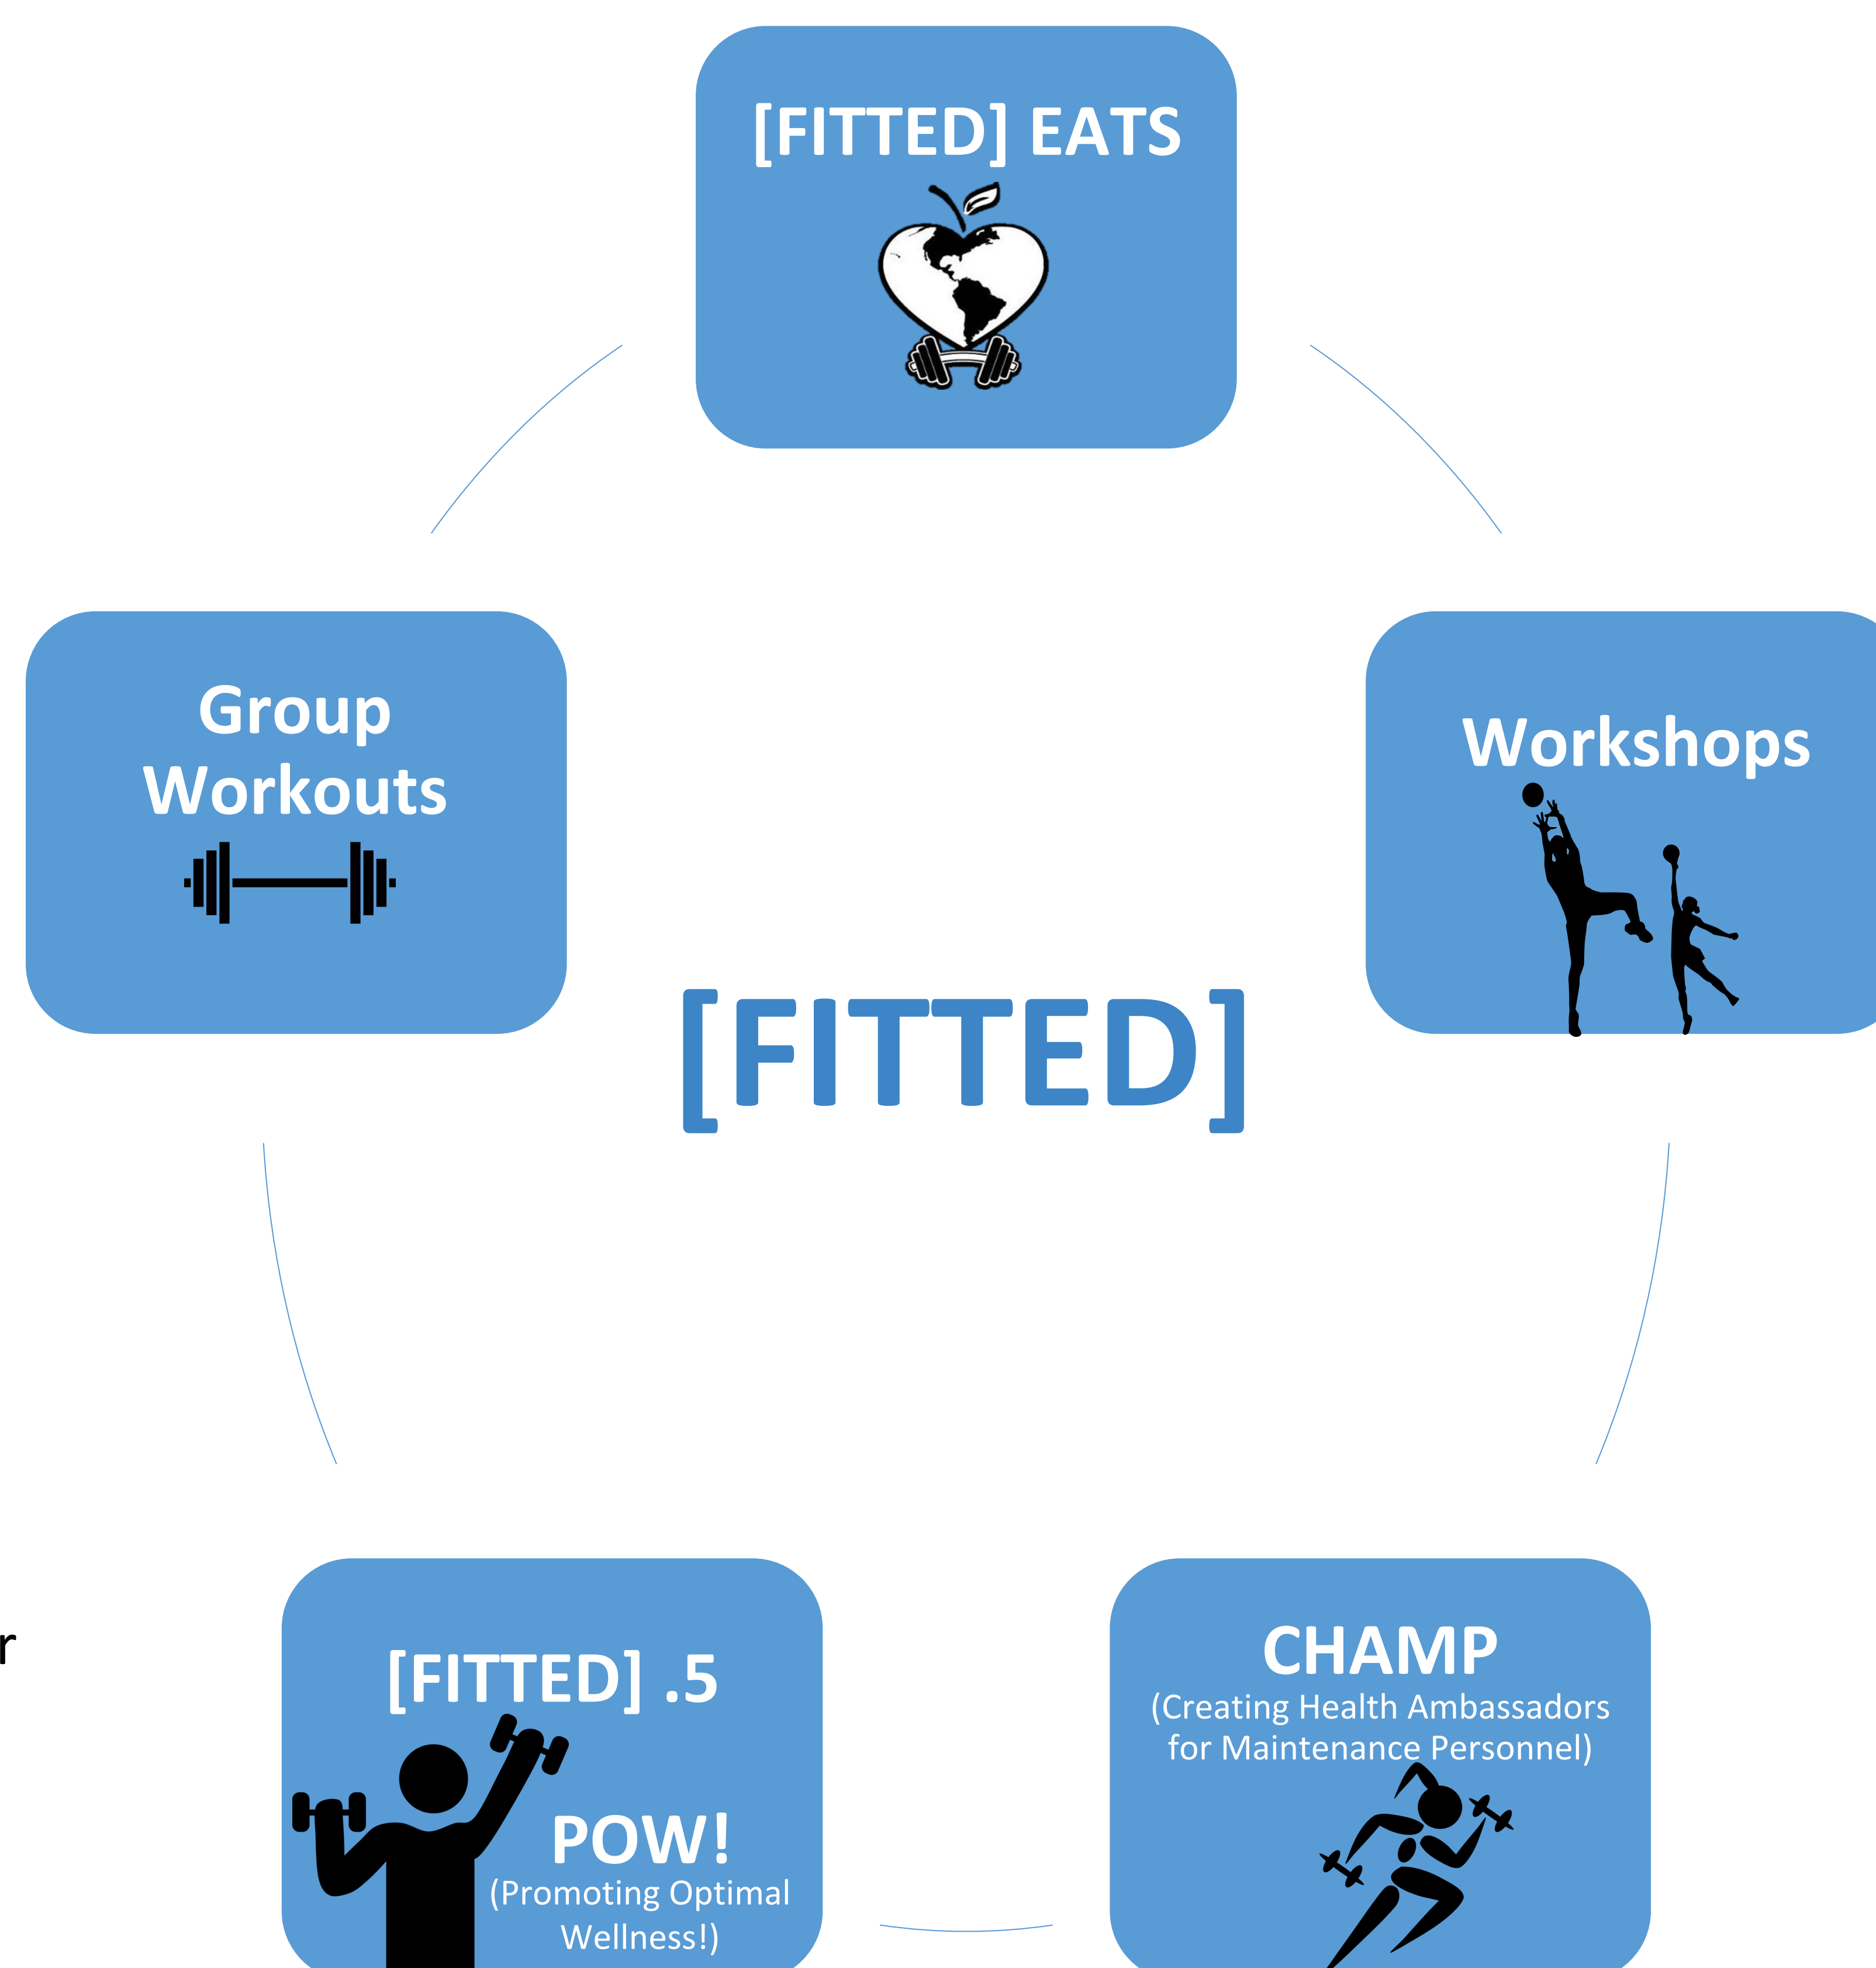 [FITTED] EATS
Group
Workouts
Workshops
[FITTED]
r
[FITTED] .5
POW!
(Promoting Optimal
Wellness!)
CHAMP
(Creating Health Ambassadors
for Maintenance Personnel)